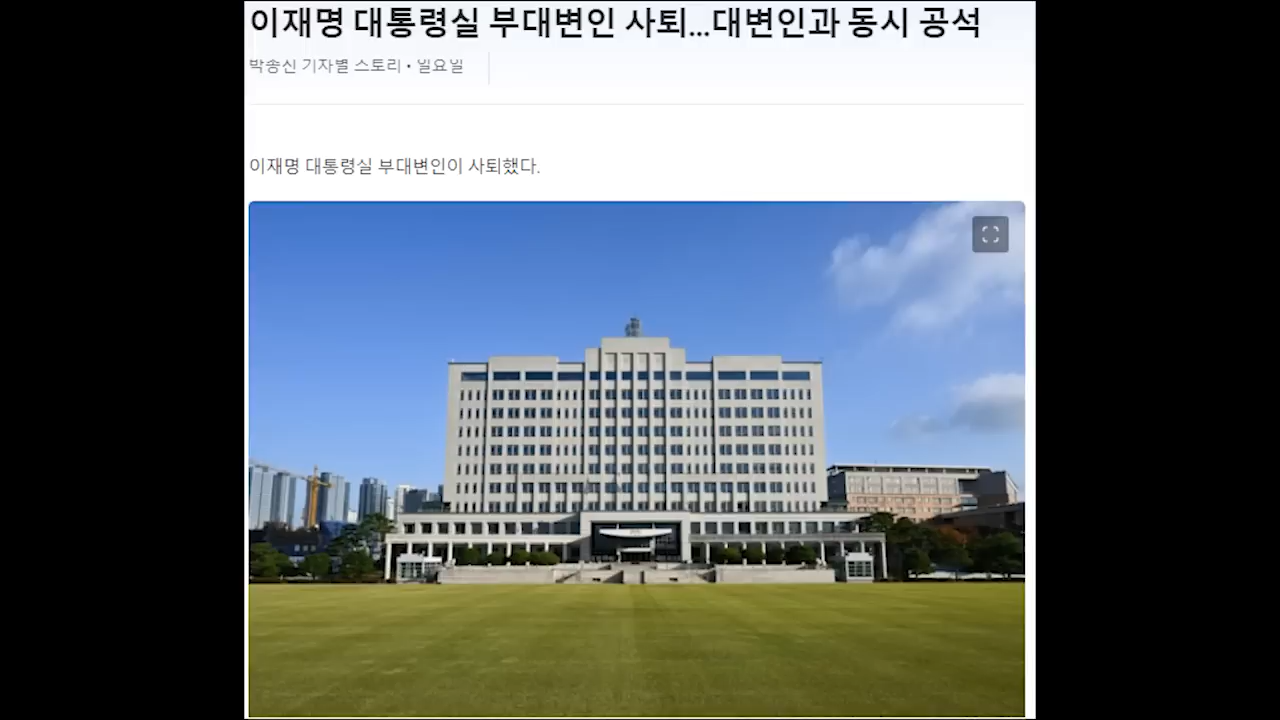 이재명 대통령실 부대변인 사퇴...대변인과 동시 공석
박송신 기자별 스토리 • 일요일
이재명 대통령실 부대변인이 사퇴했다.